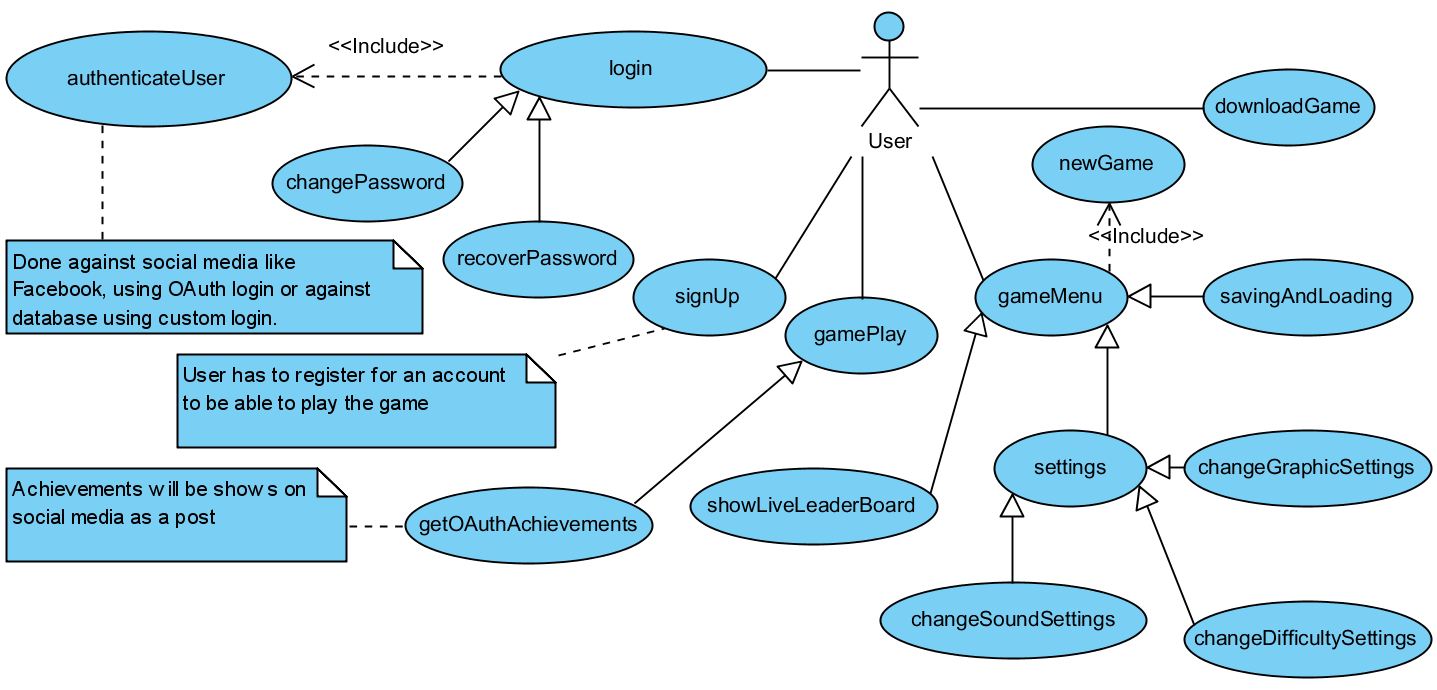 <<Include>>
authenticateUser
login
User
downloadGame
newGame
changePassword
<<Include>>
recoverPassword
Done against social media like
Facebook, using OAuth login or against
database using custom login.
signUp
gameMenu
savingAndLoading
gamePlay
User has to register for an account
to be able to play the game
settings
changeGraphicSettings
Achievements will be shows on
social media as a post
getOAuthAchievements
showLiveLeaderBoard
changeSoundSettings
changeDifficultySettings